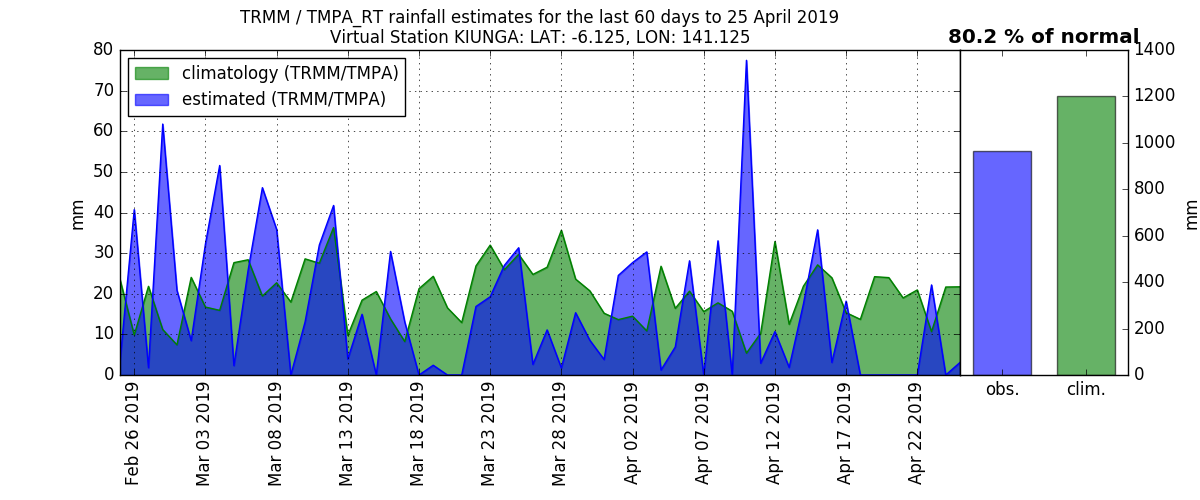 TRMM / TMPA_RT rainfall estimates for the last 60 days to 25 April 2019
Virtual Station KIUNGA: LAT: -6.125, LON: 141.125
80.2 % of normal
climatology (TRMM/TMPA)
estimated (TRMM/TMPA)
mm
80
70
60
50
40
30
20
10
0
Feb 26 2019
Mar 03 2019
Mar 08 2019
Mar 13 2019
Mar 18 2019
Mar 23 2019
Mar 28 2019
Apr 02 2019
Apr 07 2019
Apr 12 2019
Apr 17 2019
Apr 22 2019
obs.
clim.
1400
1200
1000
800
600
400
200
0
mm